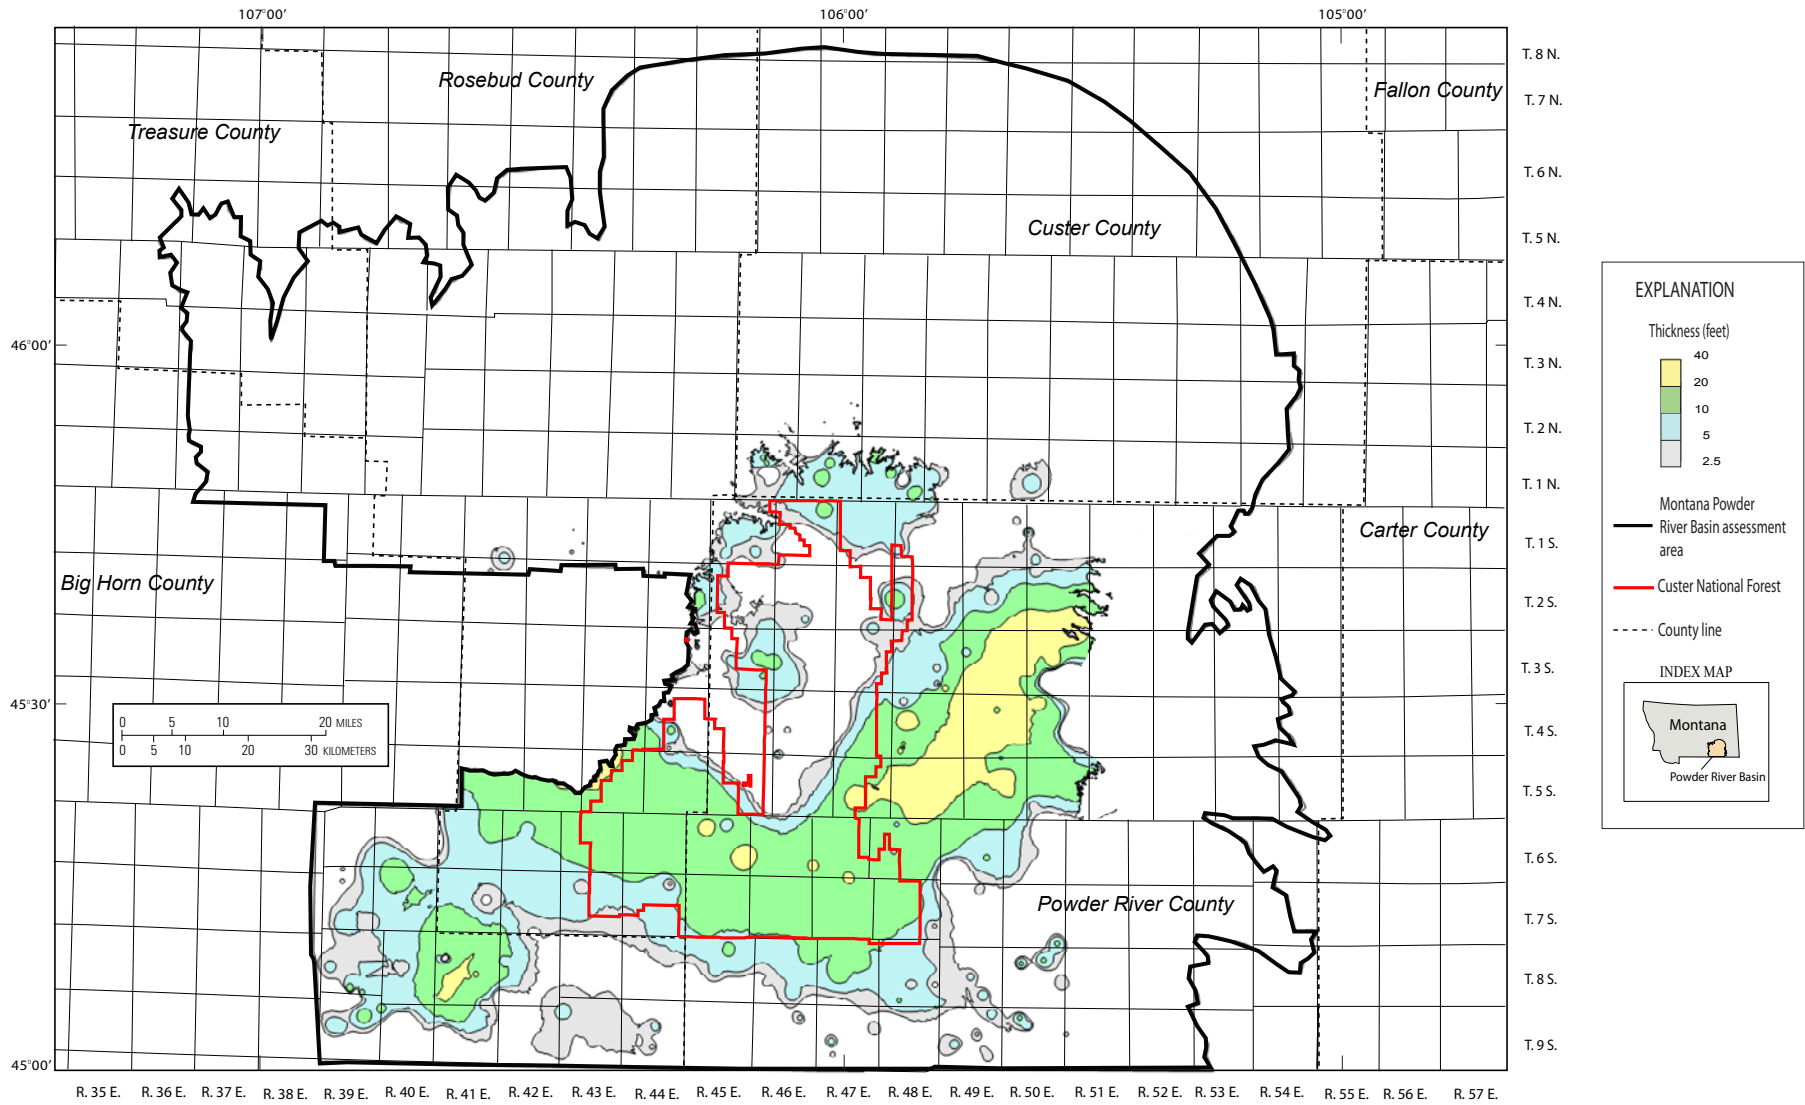 107°00'
106°00'
105°00'
Rosebud County
Treasure County
Fallon County
Custer County
Carter County
Big Horn County
Powder River County
46°00'
45°30'
45°00'
T. 8 N.
T. 7 N.
T. 6 N.
T. 5 N.
T. 4 N.
T. 3 N.
T. 2 N.
T. 1 N.
T. 1 S.
T. 2 S.
T. 3 S.
T. 4 S.
T. 5 S.
T. 6 S.
T. 7 S.
T. 8 S.
T. 9 S.
0 5 10 20 MILES
0 5 10 20 30 KILOMETERS
R. 35 E. R. 36 E. R. 37 E. R. 38 E. R. 39 E. R. 40 E. R. 41 E. R. 42 E. R. 43 E. R. 44 E. R. 45 E. R. 46 E. R. 47 E. R. 48 E. R. 49 E. R. 50 E. R. 51 E. R. 52 E. R. 53 E. R. 54 E. R. 55 E. R. 56 E. R. 57 E.
EXPLANATION
Thickness (feet)
40
20
10
5
2.5
Montana Powder
River Basin assessment
area
Custer National Forest
County line
INDEX MAP
Montana
Powder River Basin